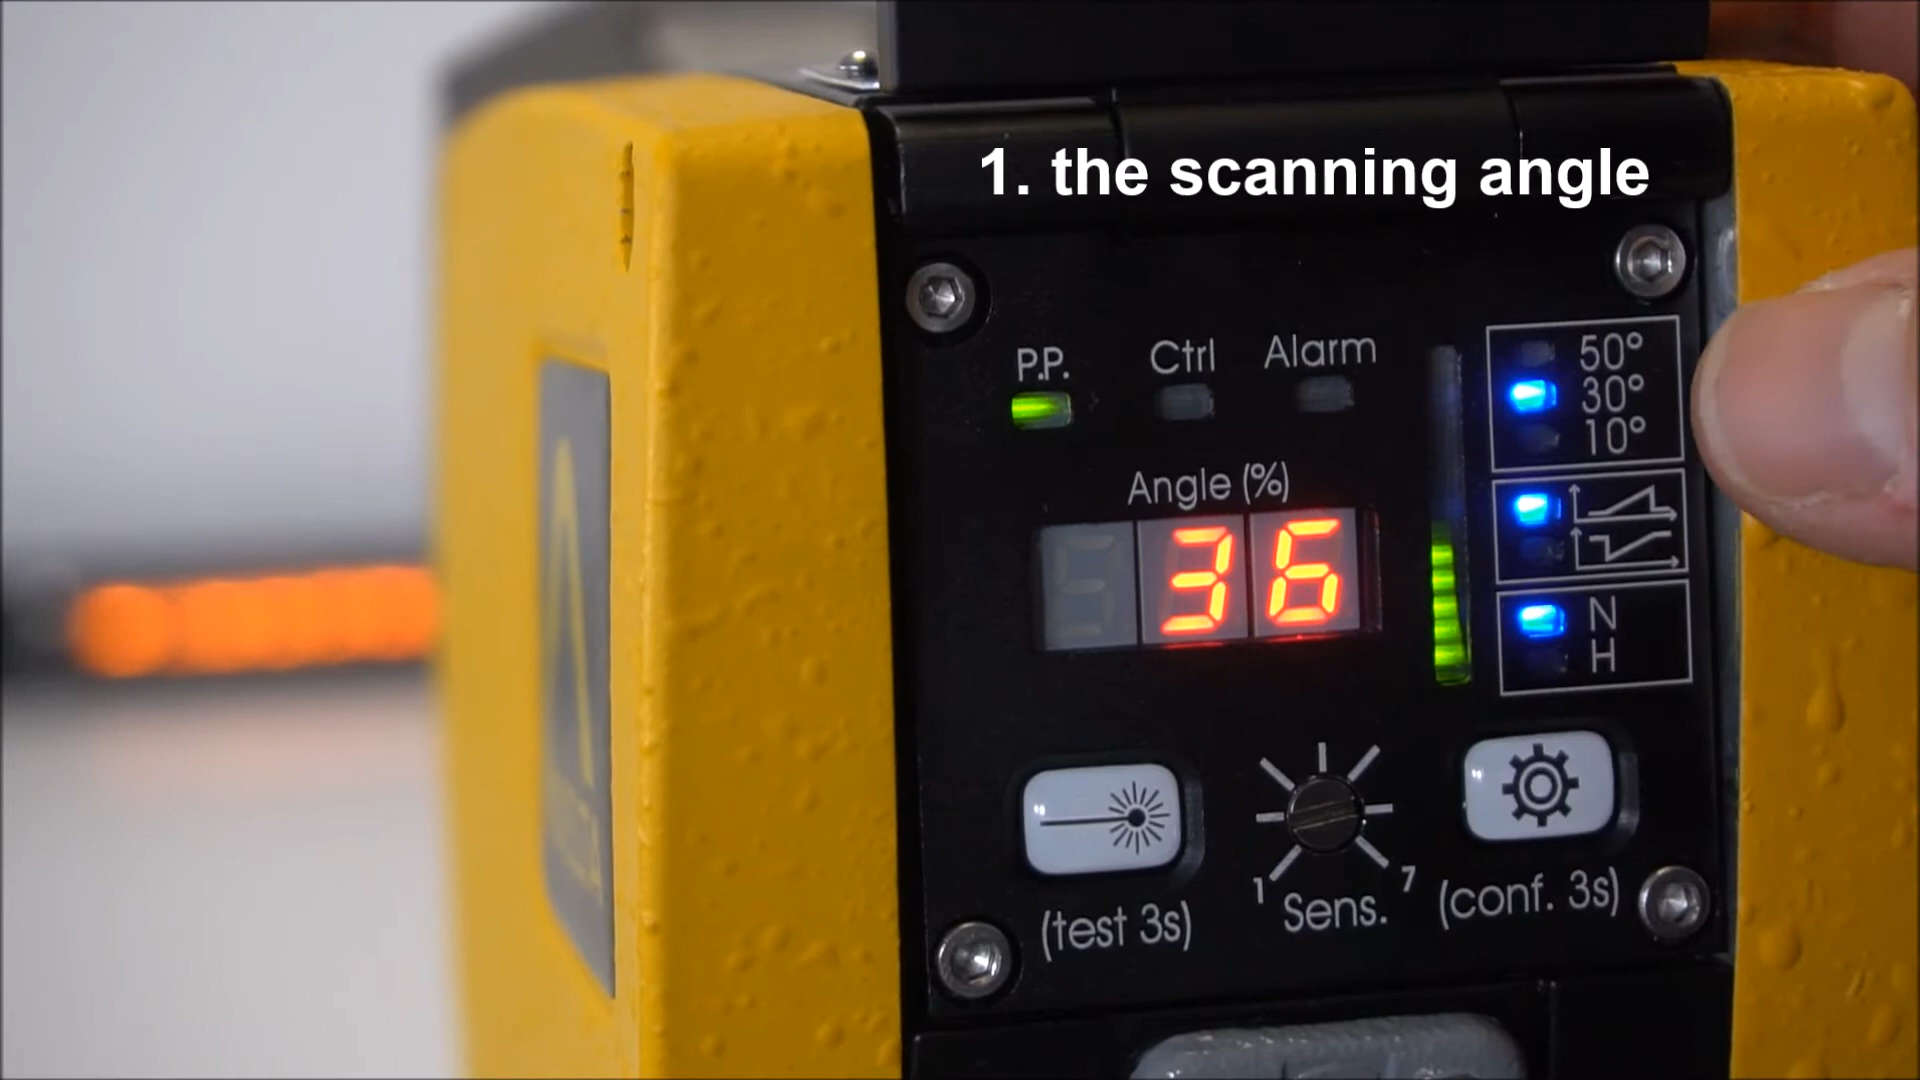 1. the scanning angle
P.P.
Ctrl
Alarm
50°
30°
10°
Angle (%)
36
N
H
1
7
Sens.
(test 3s)
(conf. 3s)